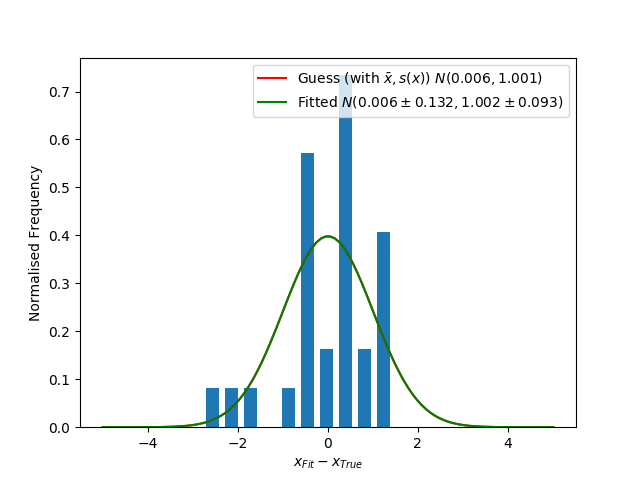 Guess (with x̄, s(x)) N(0.006, 1.001)
Fitted N(0.006 ± 0.132, 1.002 ± 0.093)
Normalised Frequency
0.7
0.6
0.5
0.4
0.3
0.2
0.1
0.0
−4 −2 0 2 4
x_Fit − x_True